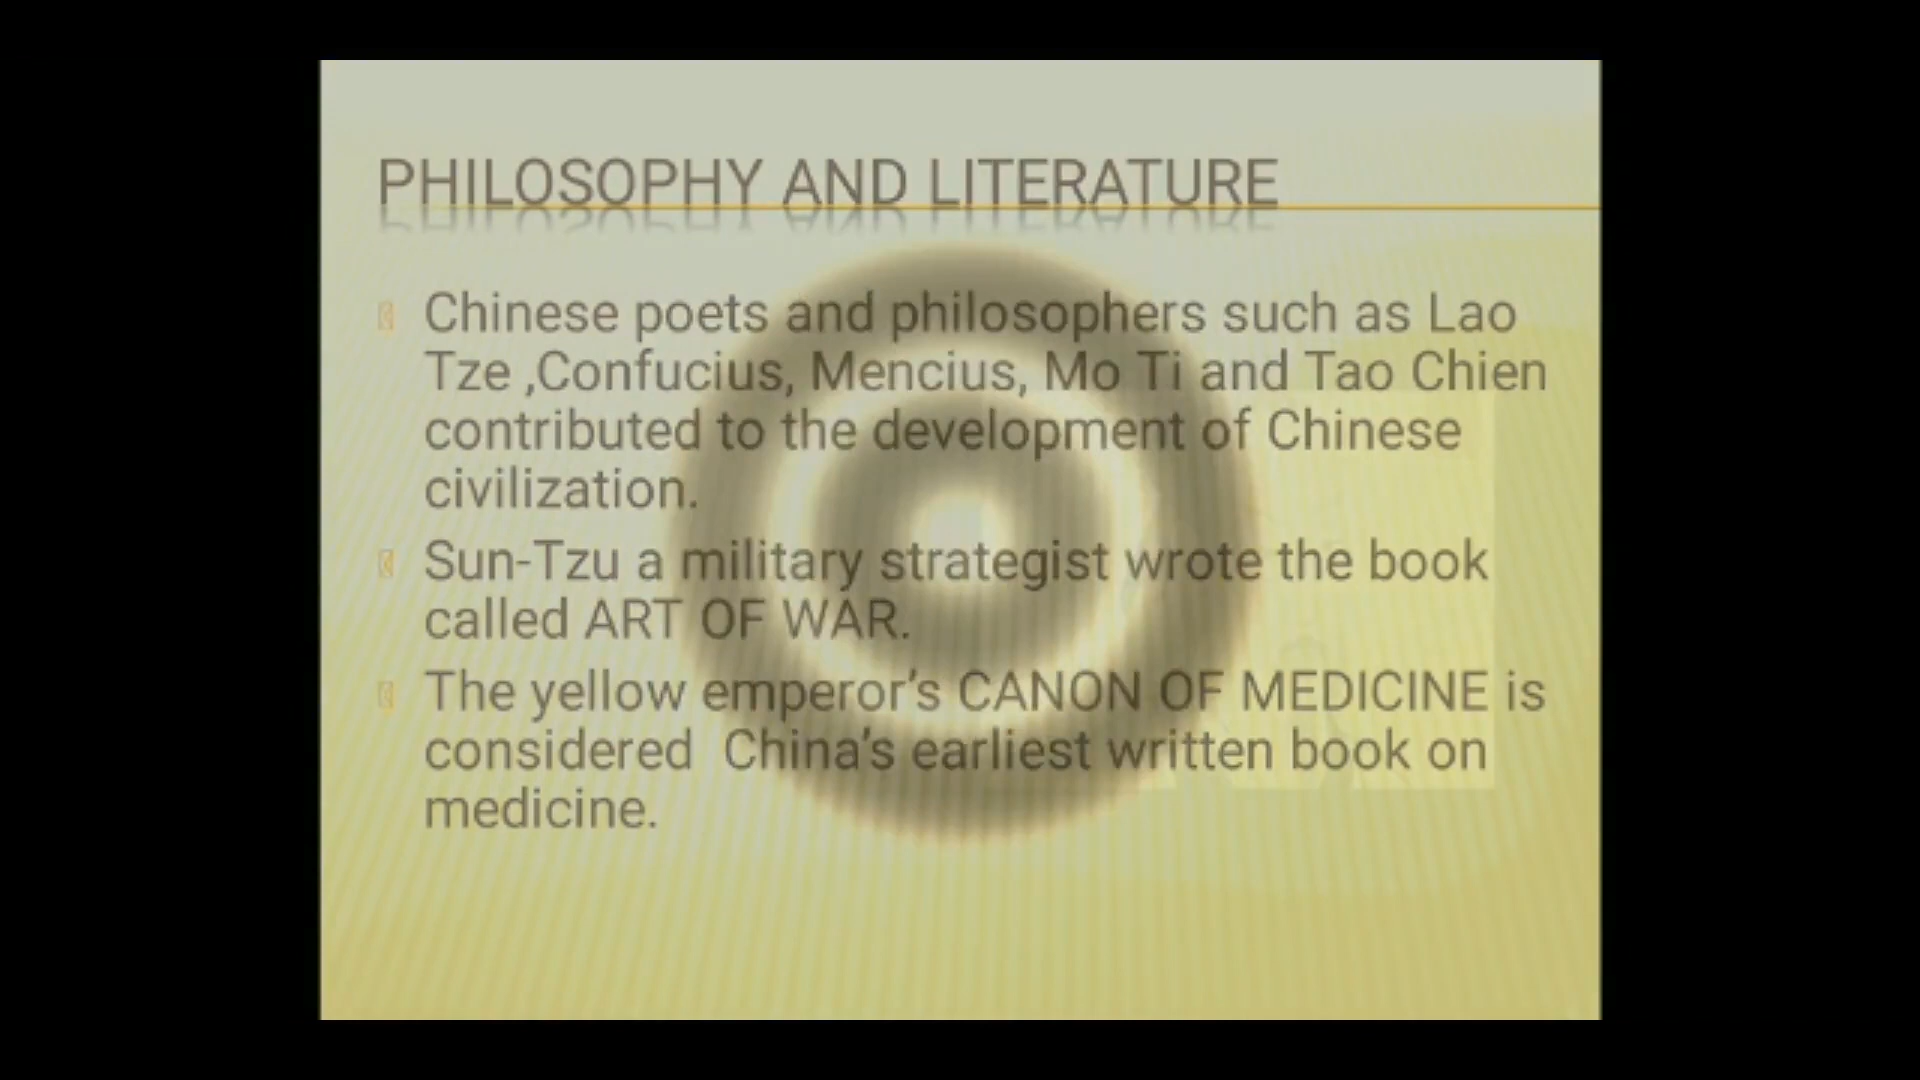 PHILOSOPHY AND LITERATURE
Chinese poets and philosophers such as Lao
Tze ,Confucius, Mencius, Mo Ti and Tao Chien
contributed to the development of Chinese
civilization.
Sun-Tzu a military strategist wrote the book
called ART OF WAR.
The yellow emperor's CANON OF MEDICINE is
considered  China's earliest written book on
medicine.